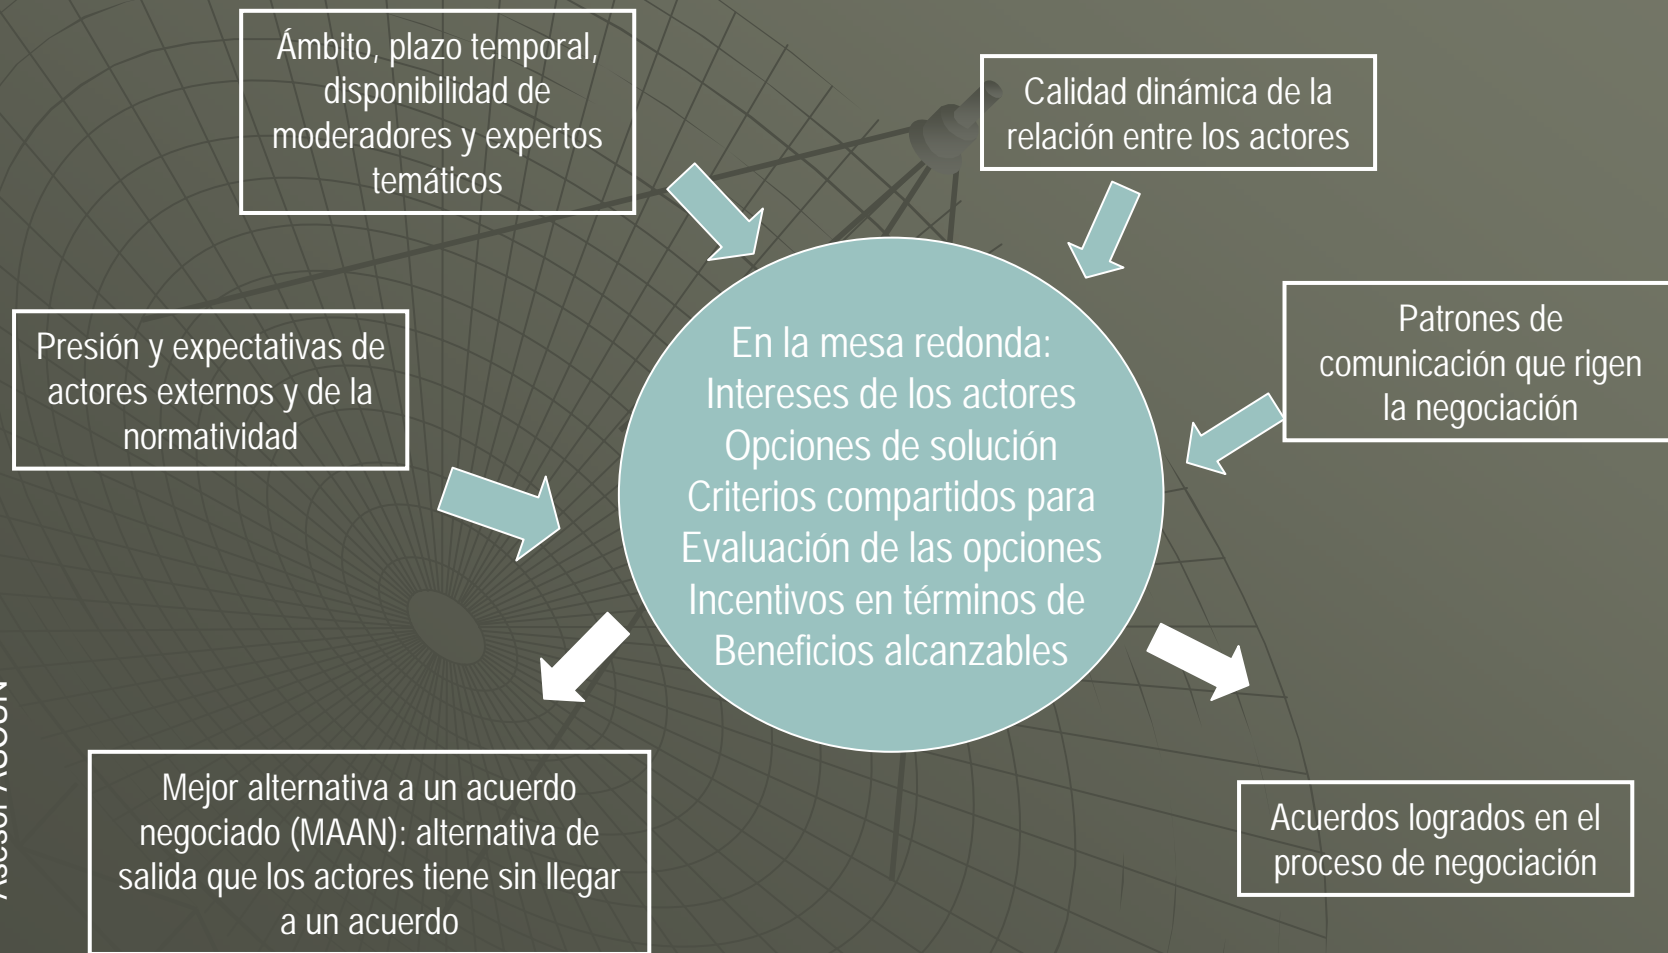 Ámbito, plazo temporal,
disponibilidad de
moderadores y expertos
temáticos
Calidad dinámica de la
relación entre los actores
Presión y expectativas de
actores externos y de la
normatividad
En la mesa redonda:
Intereses de los actores
Opciones de solución
Criterios compartidos para
Evaluación de las opciones
Incentivos en términos de
Beneficios alcanzables
Patrones de
comunicación que rigen
la negociación
Mejor alternativa a un acuerdo
negociado (MAAN): alternativa de
salida que los actores tiene sin llegar
a un acuerdo
Acuerdos logrados en el
proceso de negociación
Asesor